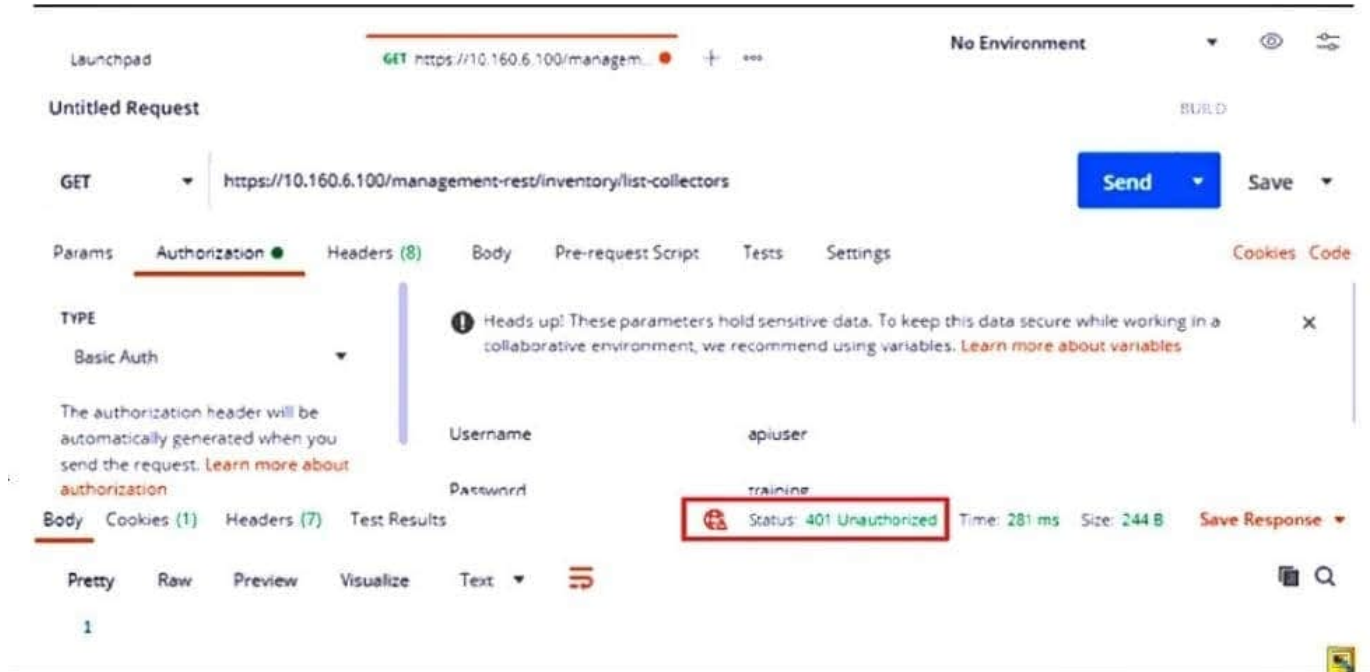 Launchpad
GET https://10.160.6.100/managem... + ooo
No Environment
Untitled Request
BUILD
GET https://10.160.6.100/management-rest/inventory/list-collectors
Send Save
Params Authorization Headers (8) Body Pre-request Script Tests Settings
Cookies Code
TYPE
Basic Auth
The authorization header will be
automatically generated when you
send the request. Learn more about
authorization
Heads up! These parameters hold sensitive data. To keep this data secure while working in a
collaborative environment, we recommend using variables. Learn more about variables
Username apiuser
Password training
Body Cookies (1) Headers (7) Test Results
Status: 401 Unauthorized Time: 281 ms Size: 244 B Save Response
Pretty Raw Preview Visualize Text
1